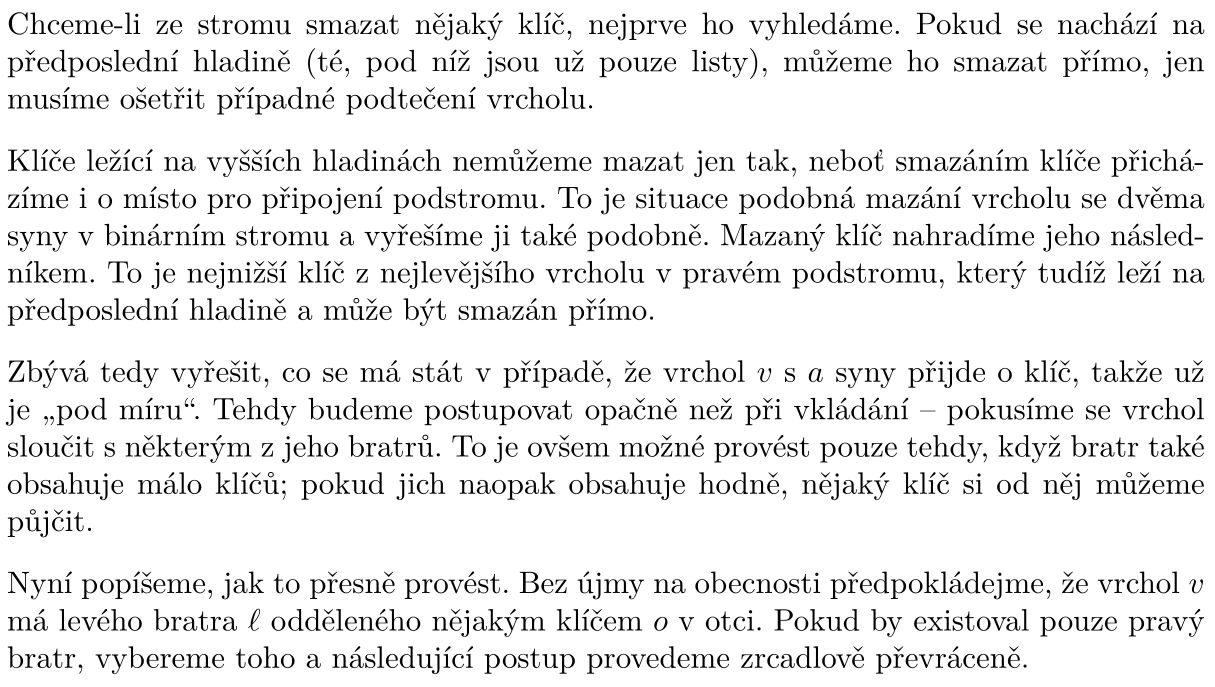 Chceme-li ze stromu smazat nějaký klíč, nejprve ho vyhledáme. Pokud se nachází na
předposlední hladině (té, pod níž jsou už pouze listy), můžeme ho smazat přímo, jen
musíme ošetřit případné podtečení vrcholu.
Klíče ležící na vyšších hladinách nemůžeme mazat jen tak, neboť smazáním klíče přichá-
zíme i o místo pro připojení podstromu. To je situace podobná mazání vrcholu se dvěma
syny v binárním stromu a vyřešíme ji také podobně. Mazaný klíč nahradíme jeho násled-
níkem. To je nejnižší klíč z nejlevějšího vrcholu v pravém podstromu, který tudíž leží na
předposlední hladině a může být smazán přímo.
Zbývá tedy vyřešit, co se má stát v případě, že vrchol v s a syny přijde o klíč, takže už
je „pod míru“. Tehdy budeme postupovat opačně než při vkládání – pokusíme se vrchol
sloučit s některým z jeho bratrů. To je ovšem možné provést pouze tehdy, když bratr také
obsahuje málo klíčů; pokud jich naopak obsahuje hodně, nějaký klíč si od něj můžeme
půjčit.
Nyní popíšeme, jak to přesně provést. Bez újmy na obecnosti předpokládejme, že vrchol v
má levého bratra ℓ odděleného nějakým klíčem o v otci. Pokud by existoval pouze pravý
bratr, vybereme toho a následující postup provedeme zrcadlově převráceně.